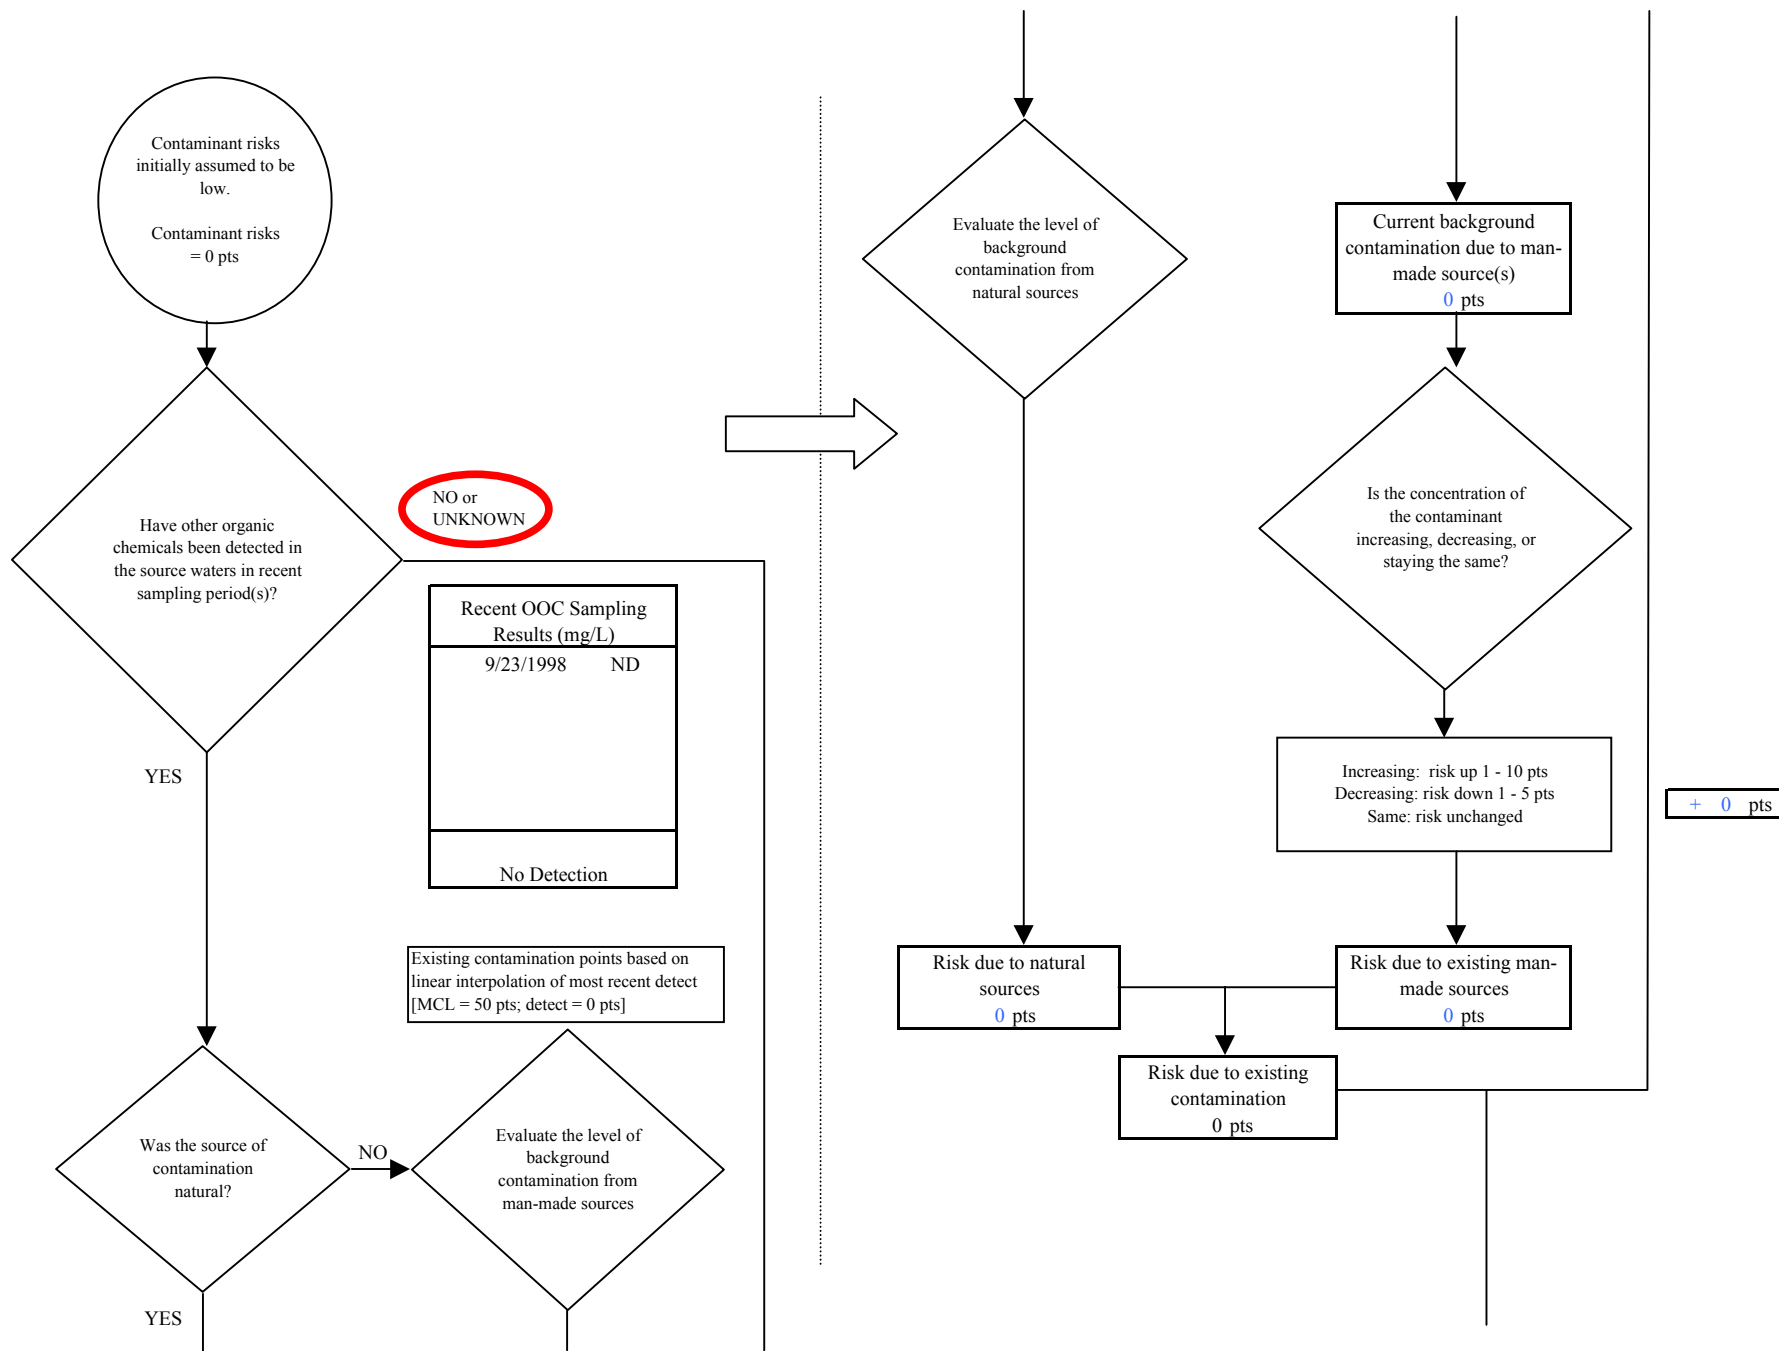 Contaminant risks
initially assumed to be
low.
Contaminant risks
= 0 pts
Have other organic
chemicals been detected in
the source waters in recent
sampling period(s)?
NO or
UNKNOWN
Recent OOC Sampling
Results (mg/L)
9/23/1998 ND
No Detection
YES
Existing contamination points based on
linear interpolation of most recent detect
[MCL = 50 pts; detect = 0 pts]
Was the source of
contamination
natural?
NO
Evaluate the level of
background
contamination from
man-made sources
YES
Evaluate the level of
background
contamination from
natural sources
Current background
contamination due to man-
made source(s)
0 pts
Is the concentration of
the contaminant
increasing, decreasing, or
staying the same?
Increasing: risk up 1 - 10 pts
Decreasing: risk down 1 - 5 pts
Same: risk unchanged
+ 0 pts
Risk due to natural
sources
0 pts
Risk due to existing man-
made sources
0 pts
Risk due to existing
contamination
0 pts